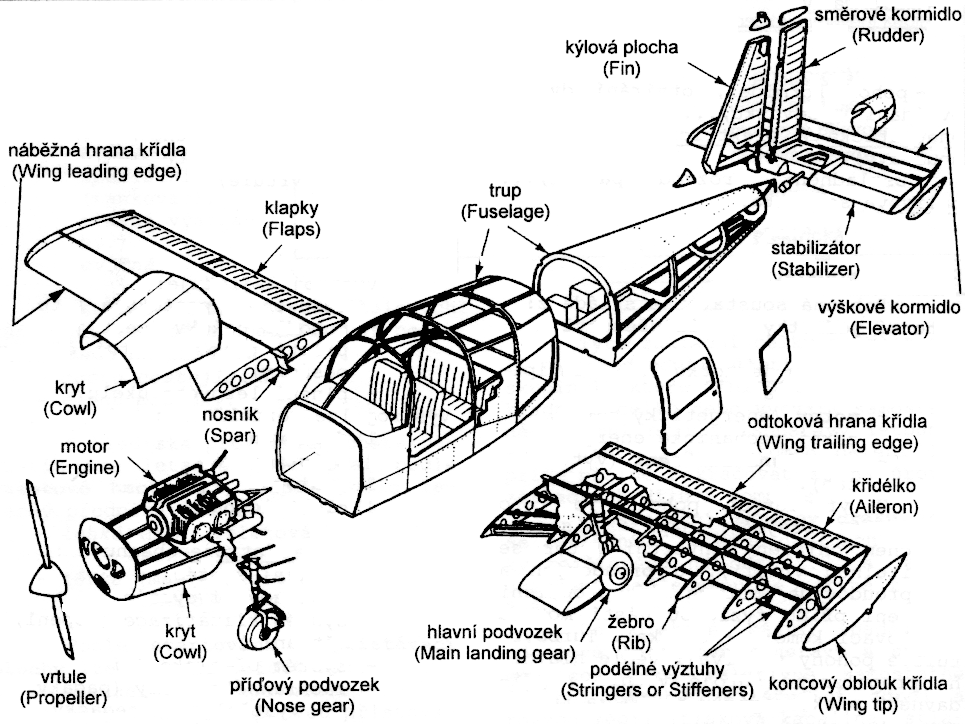 směrové kormidlo
(Rudder)
kýlová plocha
(Fin)
náběžná hrana křídla
(Wing leading edge)
klapky
(Flaps)
trup
(Fuselage)
stabilizátor
(Stabilizer)
výškové kormidlo
(Elevator)
kryt
(Cowl)
nosník
(Spar)
motor
(Engine)
odtoková hrana křídla
(Wing trailing edge)
křidélko
(Aileron)
kryt
(Cowl)
hlavní podvozek
(Main landing gear)
žebro
(Rib)
podélné výztuhy
(Stringers or Stiffeners)
vrtule
(Propeller)
příďový podvozek
(Nose gear)
koncový oblouk křídla
(Wing tip)